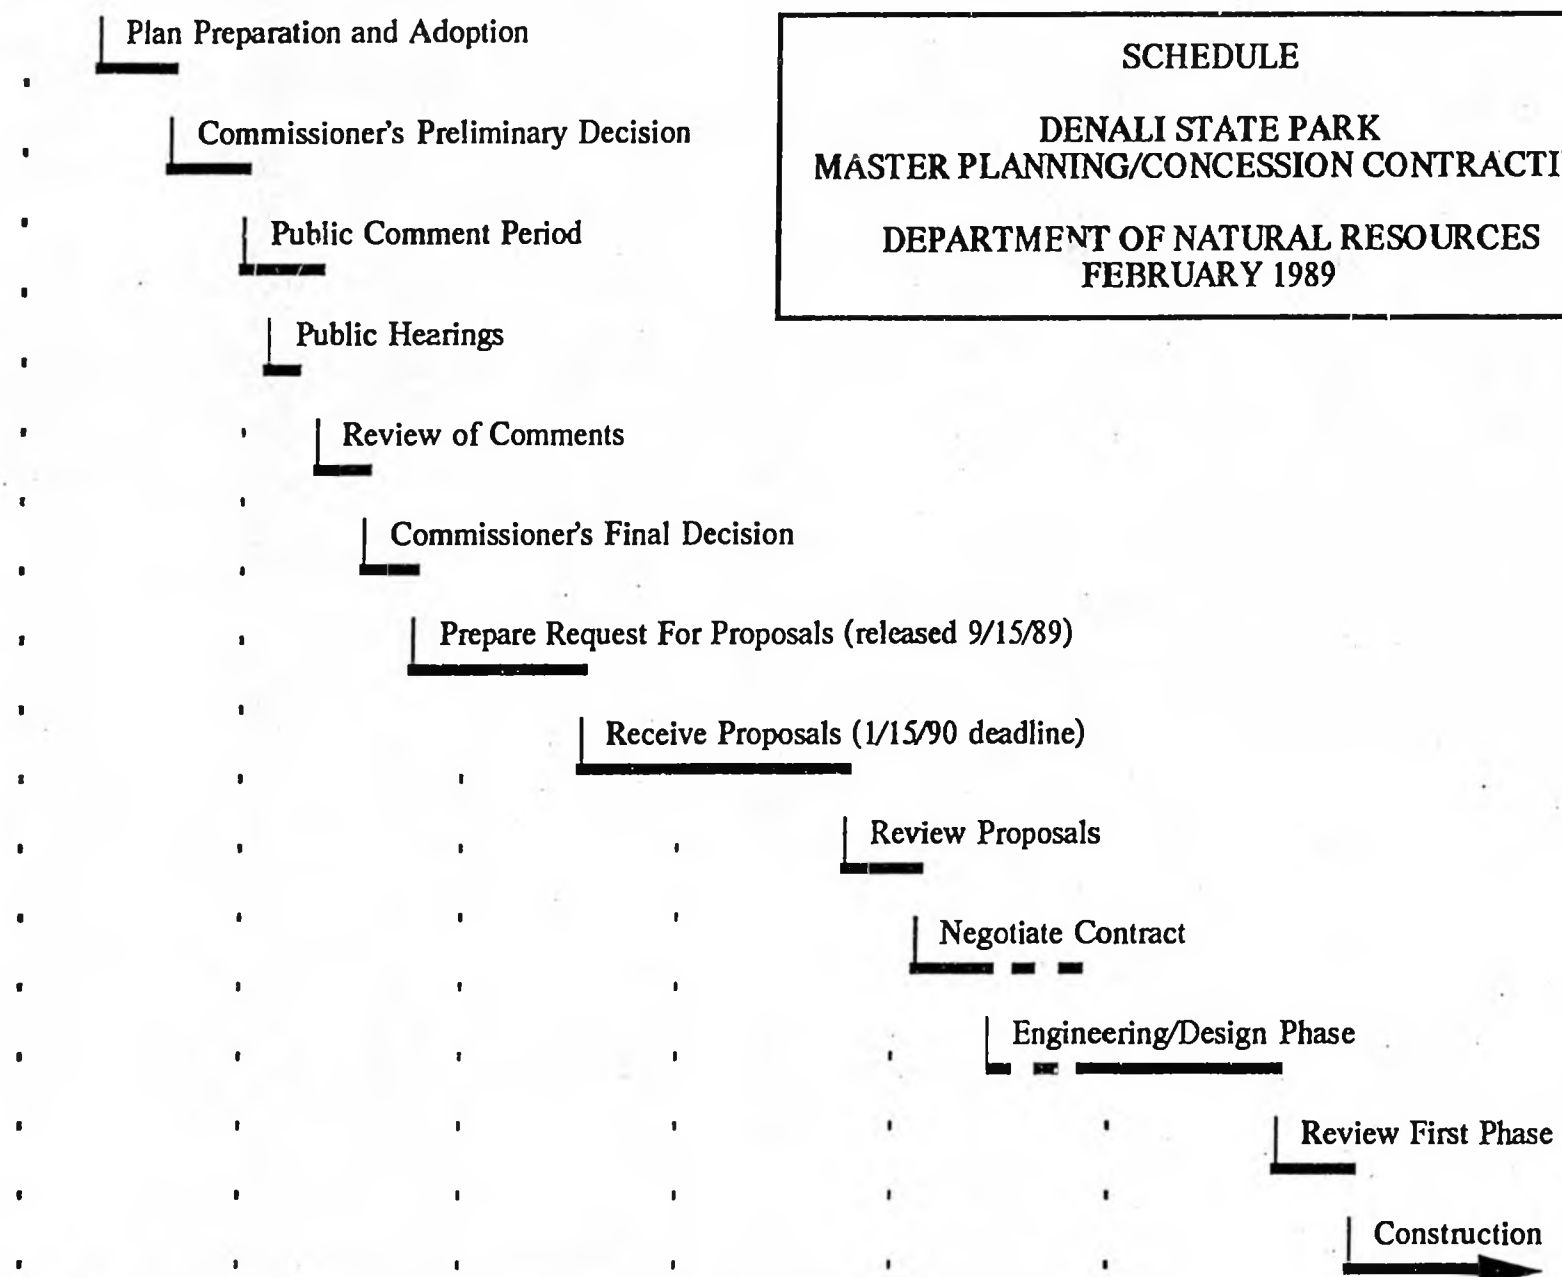 Plan Preparation and Adoption
SCHEDULE
DENALI STATE PARK
MASTER PLANNING/CONCESSION CONTRACTI
DEPARTMENT OF NATURAL RESOURCES
FEBRUARY 1989
Commissioner's Preliminary Decision
Public Comment Period
Public Hearings
Review of Comments
Commissioner's Final Decision
Prepare Request For Proposals (released 9/15/89)
Receive Proposals (1/15/90 deadline)
Review Proposals
Negotiate Contract
Engineering/Design Phase
Review First Phase
Construction